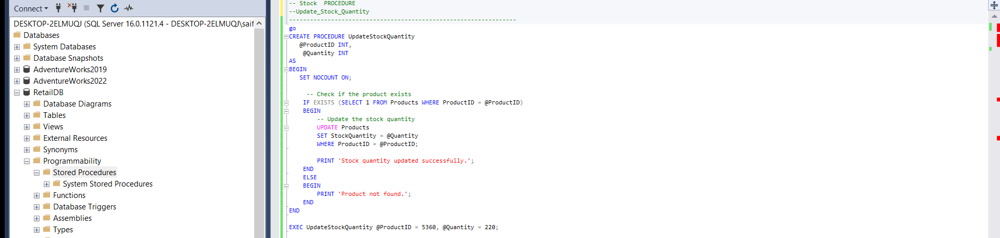 Connect
DESKTOP-2ELMUQJ (SQL Server 16.0.1121.4 - DESKTOP-2ELMUQJ\saif
Databases
System Databases
Database Snapshots
AdventureWorks2019
AdventureWorks2022
RetailDB
Database Diagrams
Tables
Views
External Resources
Synonyms
Programmability
Stored Procedures
System Stored Procedures
Functions
Database Triggers
Assemblies
Types
-- Stock  PROCEDURE
--Update_Stock_Quantity
-----------------------------------------------------------------
go
CREATE PROCEDURE UpdateStockQuantity
   @ProductID INT,
    @Quantity INT
AS
BEGIN
   SET NOCOUNT ON;
     -- Check if the product exists
    IF EXISTS (SELECT 1 FROM Products WHERE ProductID = @ProductID)
    BEGIN
        -- Update the stock quantity
        UPDATE Products
        SET StockQuantity = @Quantity
        WHERE ProductID = @ProductID;
        PRINT 'Stock quantity updated successfully.';
    END
    ELSE
    BEGIN
        PRINT 'Product not found.';
    END
END
EXEC UpdateStockQuantity @ProductID = 5360, @Quantity = 220;